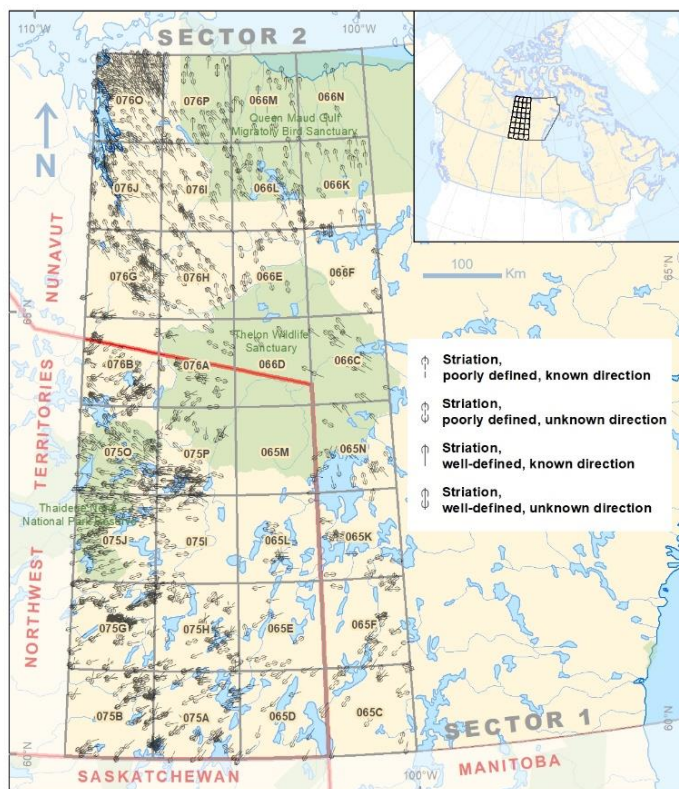 110°W
100°W
SECTOR 2
076O
076P
066M
066N
Queen Maud Gulf
Migratory Bird Sanctuary
N
076J
076I
066L
066K
NUNAVUT
076G
076H
066E
066F
100
Km
65°N
65°N
Thelon Wildlife
Sanctuary
076B
076A
066D
066C
Striation,
poorly defined, known direction
Striation,
poorly defined, unknown direction
Striation,
well-defined, known direction
Striation,
well-defined, unknown direction
NORTHWEST TERRITORIES
075O
075P
065M
065N
National Park Reserve
075J
075I
065L
065K
075G
075H
065E
065F
075B
075A
065D
065C
SECTOR 1
60°N
60°N
SASKATCHEWAN
100°W
MANITOBA